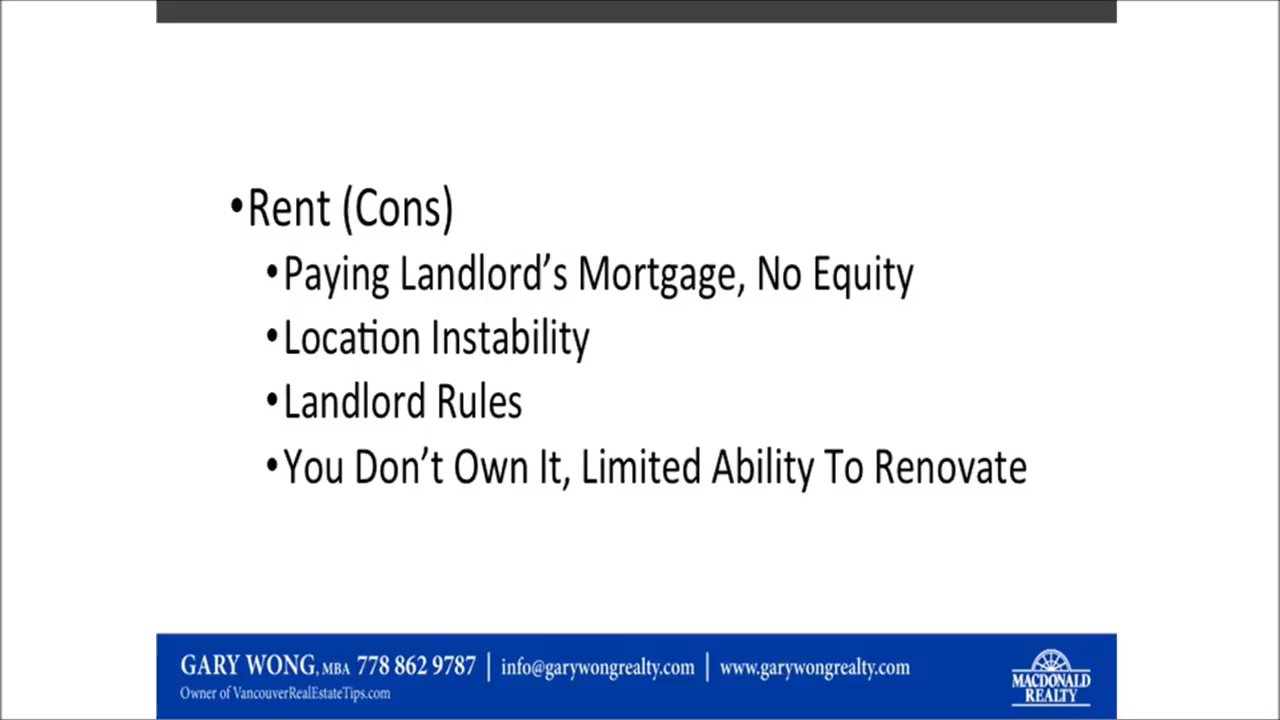 •Rent (Cons)
•Paying Landlord’s Mortgage, No Equity
•Location Instability
•Landlord Rules
•You Don’t Own It, Limited Ability To Renovate
GARY WONG, MBA 778 862 9787 | info@garywongrealty.com | www.garywongrealty.com
Owner of VancouverRealEstateTips.com
MACDONALD
REALTY